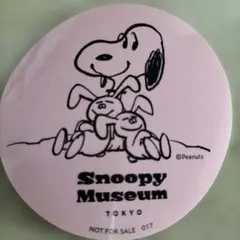 ©Peanuts
Snoopy
Museum
TOKYO
NOT FOR SALE 017